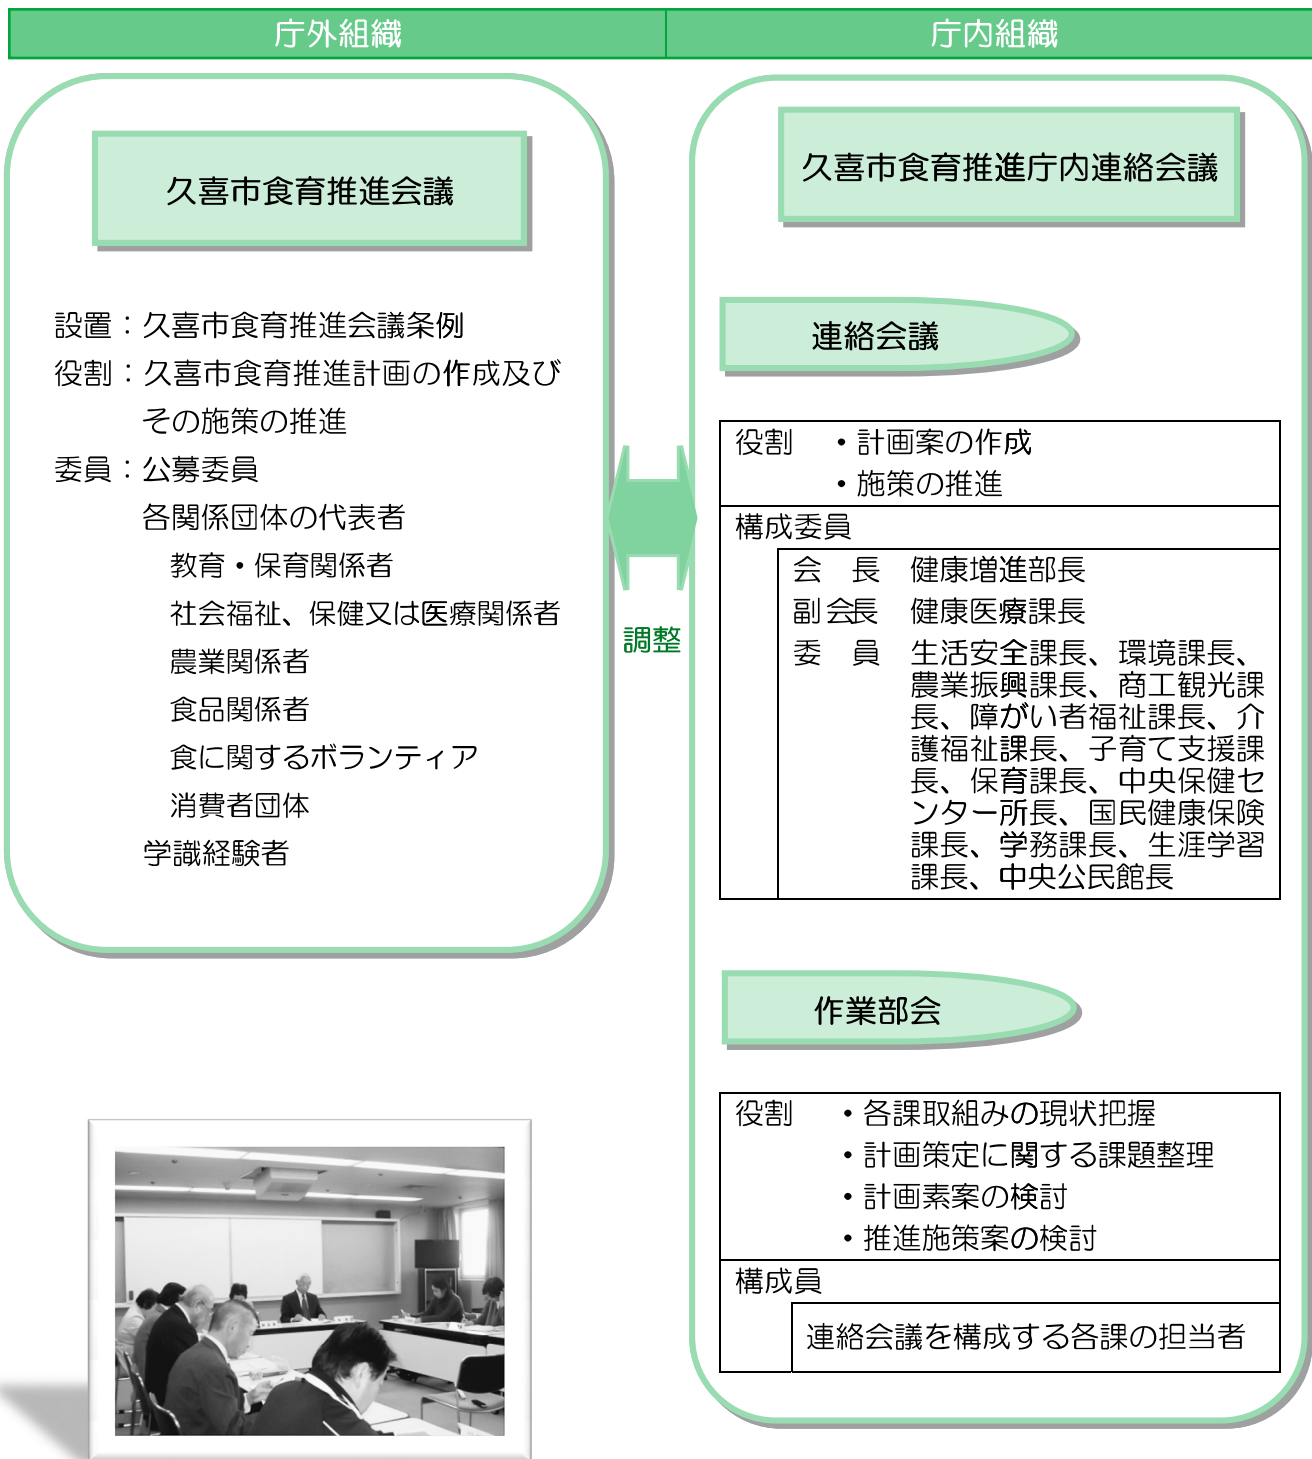 庁外組織
庁内組織
久喜市食育推進会議
設置：久喜市食育推進会議条例
役割：久喜市食育推進計画の作成及び
その施策の推進
委員：公募委員
各関係団体の代表者
教育・保育関係者
社会福祉、保健又は医療関係者
農業関係者
食品関係者
食に関するボランティア
消費者団体
学識経験者
調整
久喜市食育推進庁内連絡会議
連絡会議
役割　・計画案の作成
・施策の推進
構成委員
会　長　健康増進部長
副会長　健康医療課長
委　員　生活安全課長、環境課長、
農業振興課長、商工観光課
長、障がい者福祉課長、介
護福祉課長、子育て支援課
長、保育課長、中央保健セ
ンター所長、国民健康保険
課長、学務課長、生涯学習
課長、中央公民館長
作業部会
役割　・各課取組みの現状把握
・計画策定に関する課題整理
・計画素案の検討
・推進施策案の検討
構成員
連絡会議を構成する各課の担当者